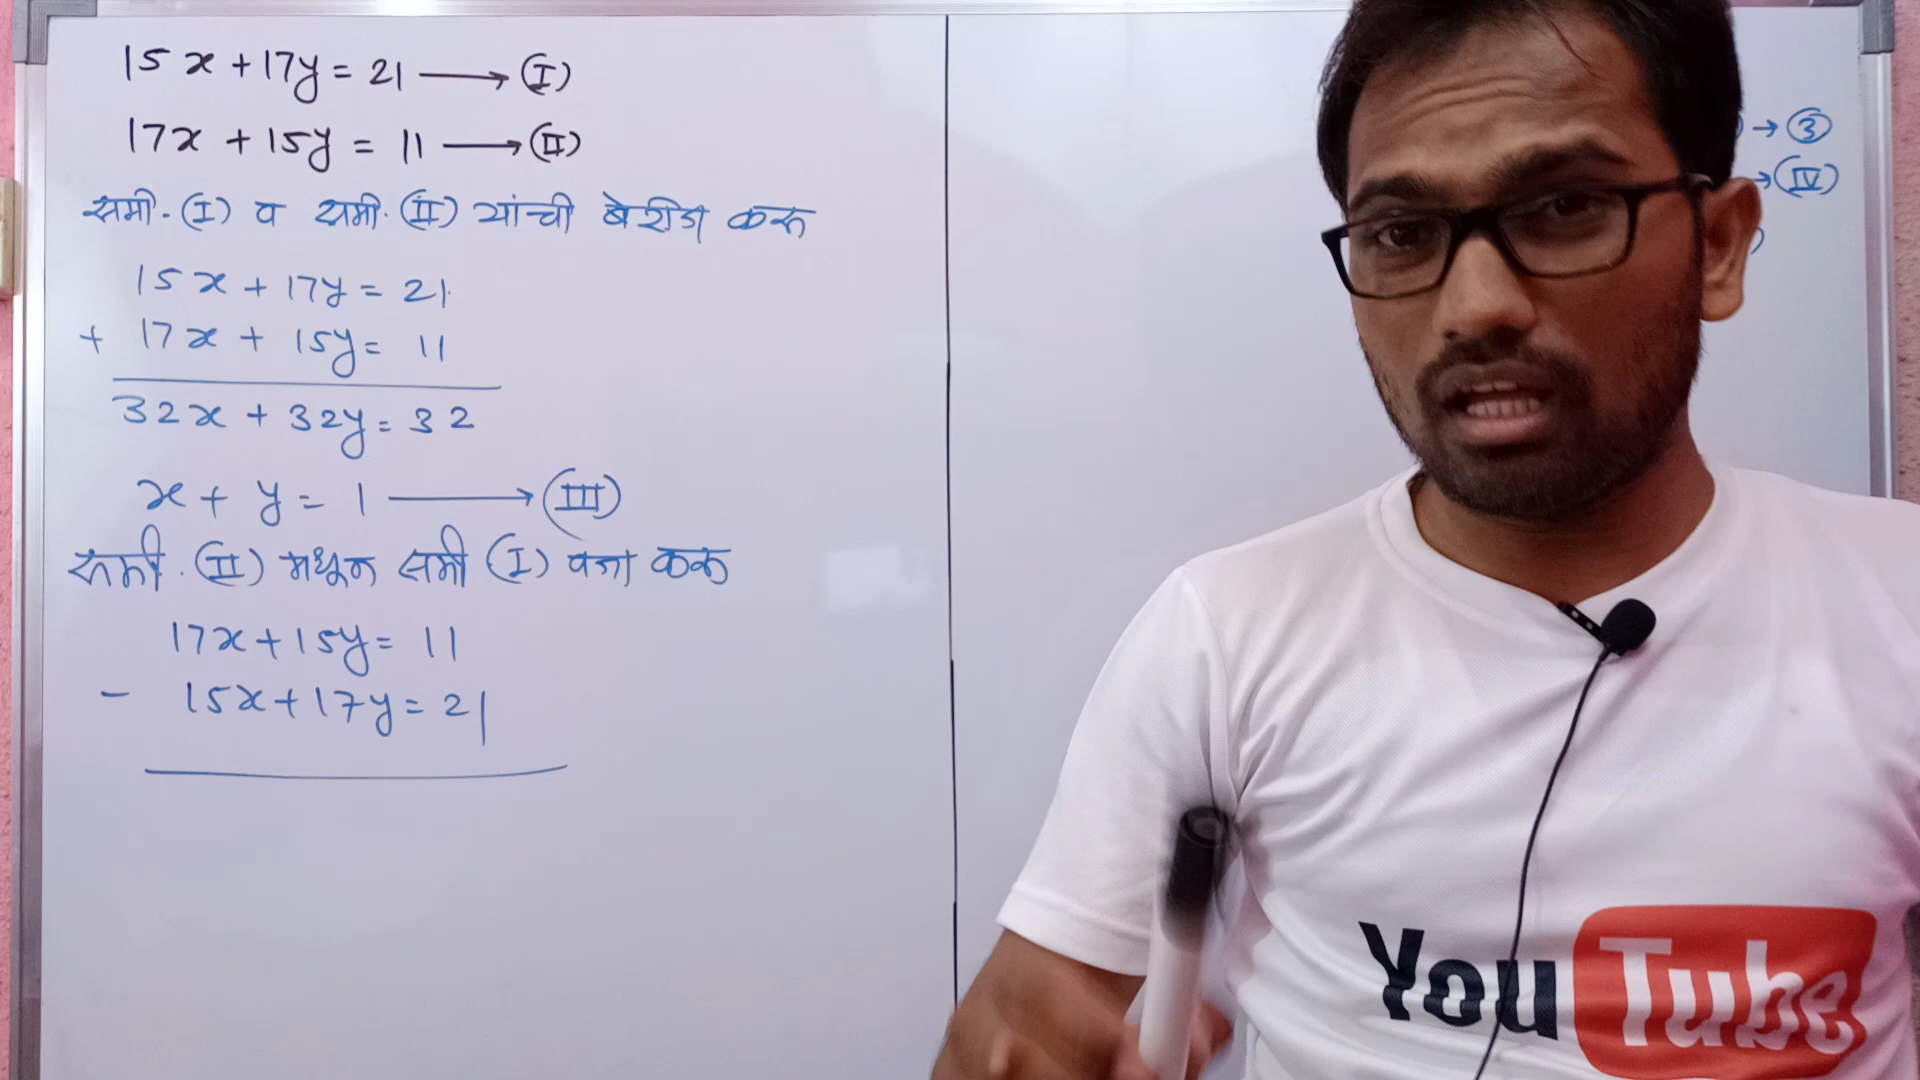 15x + 17y = 21 ⟶ (I)
17x + 15y = 11 ⟶ (II)
समी. (I) व समी. (II) यांची बेरीज करू
15x + 17y = 21
+ 17x + 15y = 11
32x + 32y = 32
x + y = 1 ⟶ (III)
समी. (II) मधून समी (I) वजा करू
17x + 15y = 11
- 15x + 17y = 21
→ ③
→ (IV)
YouTube